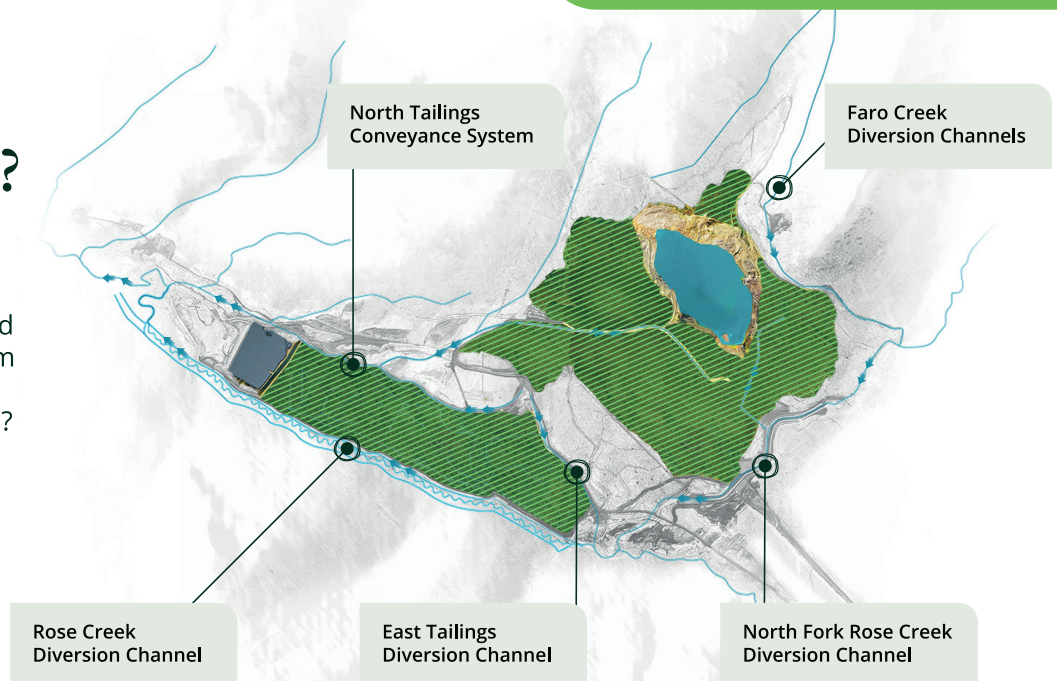 ?
d
m
?
North Tailings
Conveyance System
Faro Creek
Diversion Channels
Rose Creek
Diversion Channel
East Tailings
Diversion Channel
North Fork Rose Creek
Diversion Channel